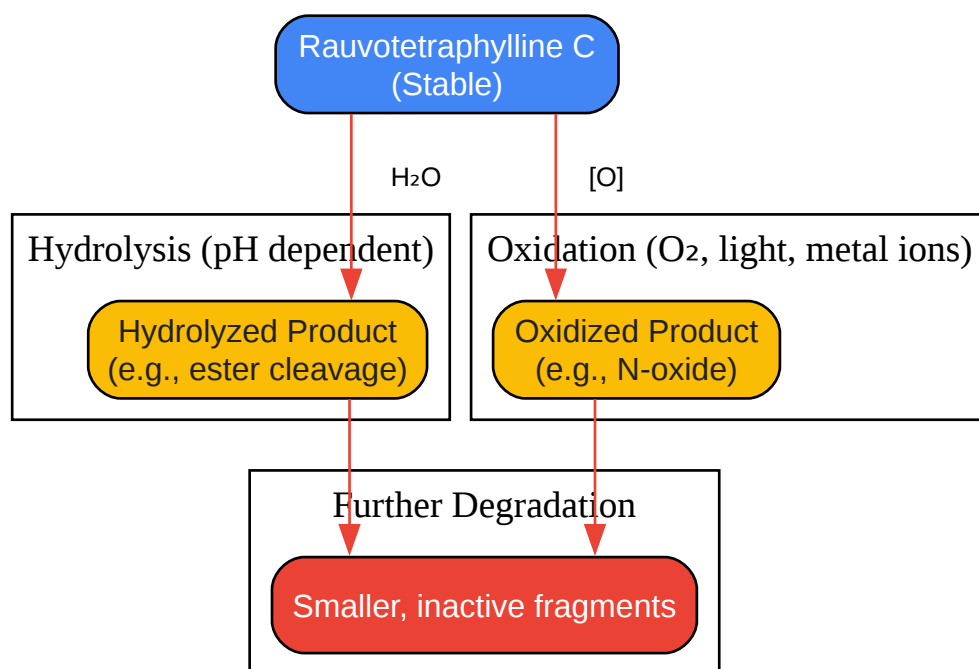 Rauvotetraphylline C
(Stable)
H₂O
[O]
Hydrolysis (pH dependent)
Oxidation (O₂, light, metal ions)
Hydrolyzed Product
(e.g., ester cleavage)
Oxidized Product
(e.g., N-oxide)
Further Degradation
Smaller, inactive fragments